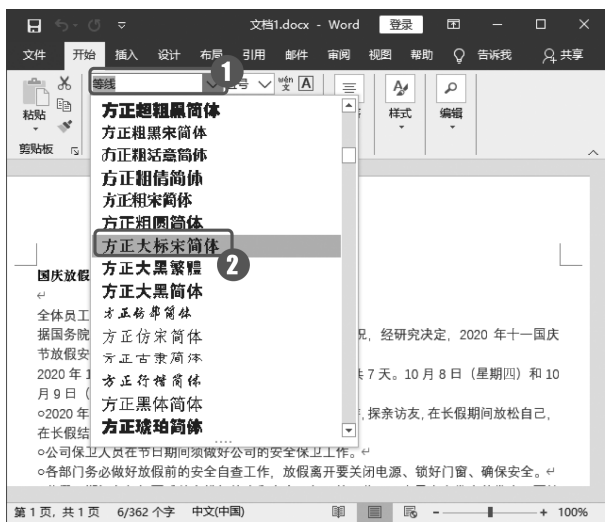 文档1.docx - Word 登录
文件 开始 插入 设计 布局 引用 邮件 审阅 视图 帮助 告诉我 共享
1
等线 号 wén 文 A
粘贴 样式 编辑
剪贴板
方正超粗黑简体
方正粗黑宋简体
方正粗活意简体
方正粗倩简体
方正粗宋简体
方正粗圆简体
方正大标宋简体
2
方正大黑繁體
方正大黑简体
方正仿郭简体
方正仿宋简体
方正古隶简体
方正行楷简体
方正黑体简体
方正琥珀简体
国庆放假
全体员工
据国务院 况，经研究决定，2020 年十一国庆
节放假安
2020 年 1 共 7 天。10 月 8 日（星期四）和 10
月 9 日（
○2020 年 ，探亲访友，在长假期间放松自己，
在长假结
○公司保卫人员在节日期间须做好公司的安全保卫工作。
○各部门务必做好放假前的安全自查工作，放假离开要关闭电源、锁好门窗、确保安全。
第 1 页，共 1 页 6/362 个字 中文(中国) - + 100%